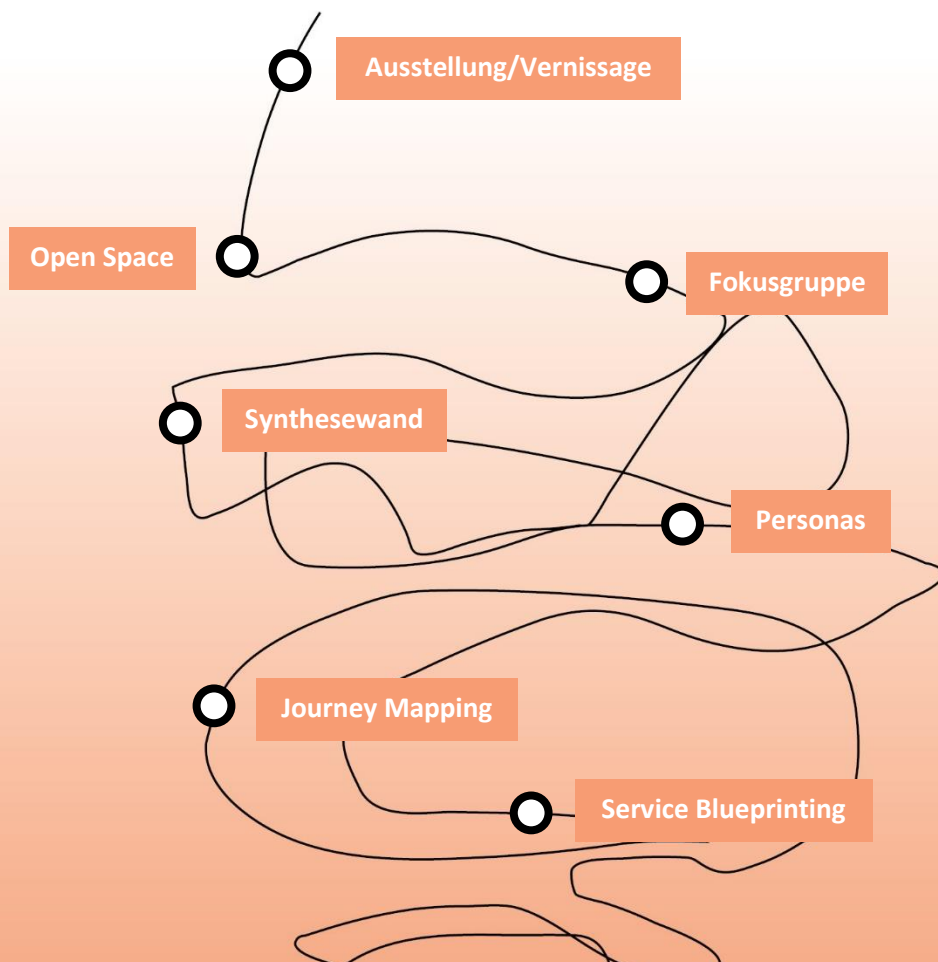 Ausstellung/Vernissage
Open Space
Fokusgruppe
Synthesewand
Personas
Journey Mapping
Service Blueprinting